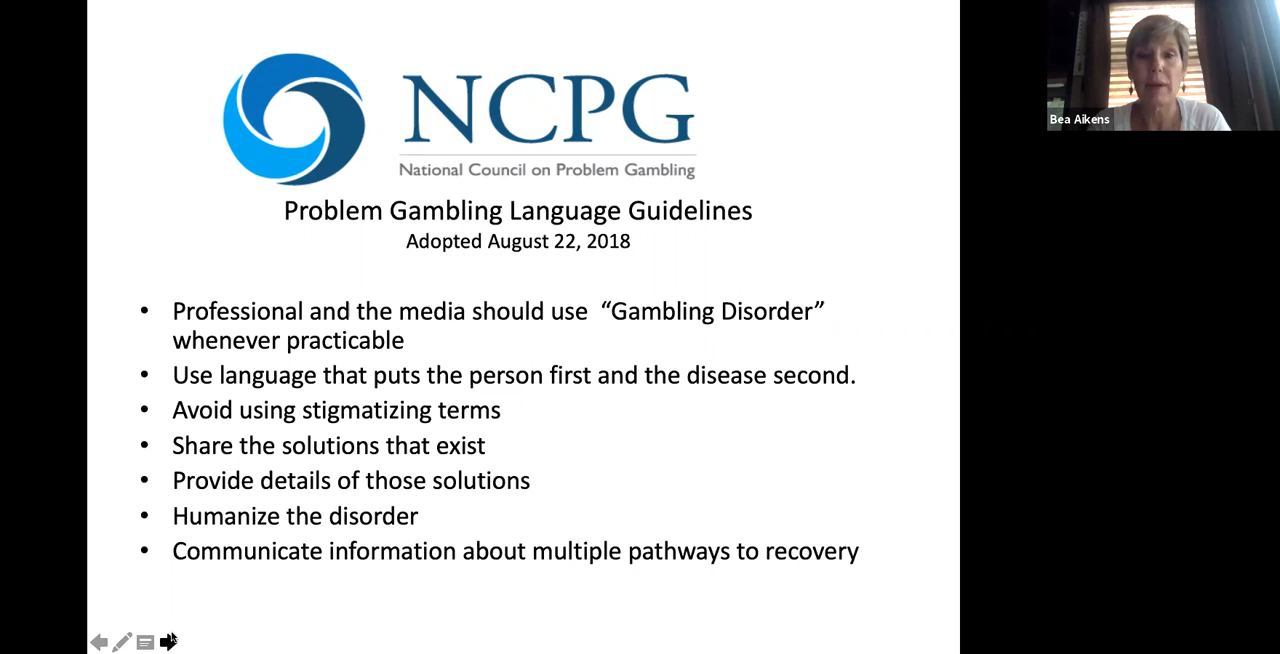 NCPG
National Council on Problem Gambling
Problem Gambling Language Guidelines
Adopted August 22, 2018
• Professional and the media should use “Gambling Disorder”
whenever practicable
• Use language that puts the person first and the disease second.
• Avoid using stigmatizing terms
• Share the solutions that exist
• Provide details of those solutions
• Humanize the disorder
• Communicate information about multiple pathways to recovery
Bea Aikens